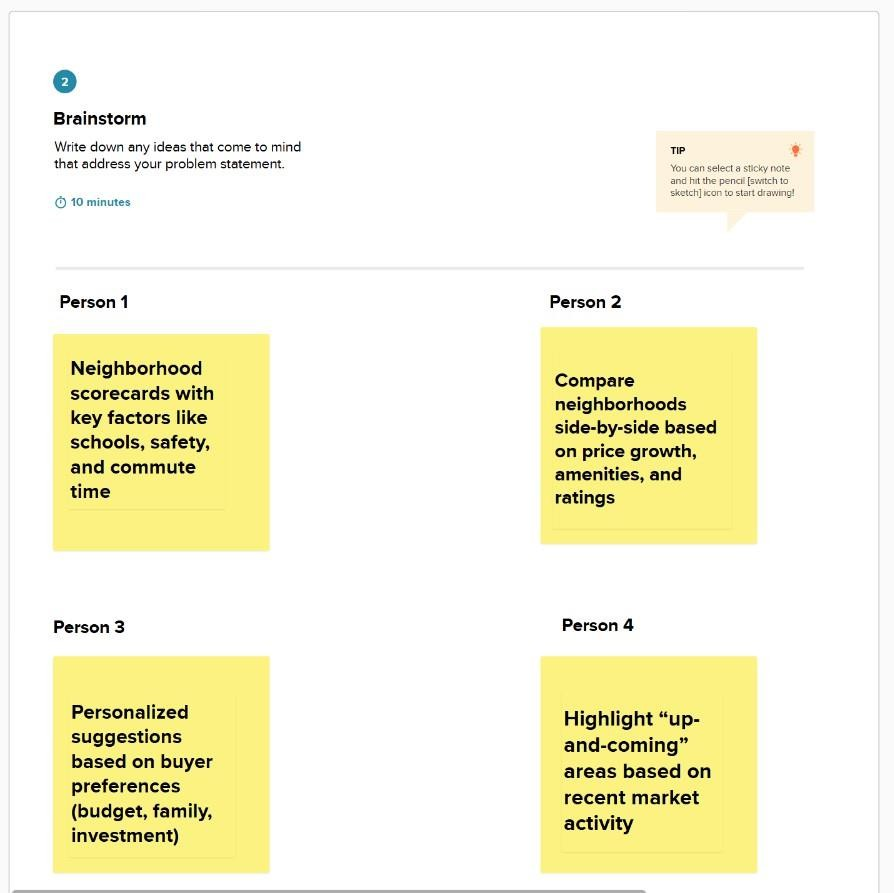 2
Brainstorm
Write down any ideas that come to mind
that address your problem statement.
10 minutes
TIP
You can select a sticky note
and hit the pencil [switch to
sketch] icon to start drawing!
Person 1
Neighborhood
scorecards with
key factors like
schools, safety,
and commute
time
Person 2
Compare
neighborhoods
side-by-side based
on price growth,
amenities, and
ratings
Person 3
Personalized
suggestions
based on buyer
preferences
(budget, family,
investment)
Person 4
Highlight “up-
and-coming”
areas based on
recent market
activity